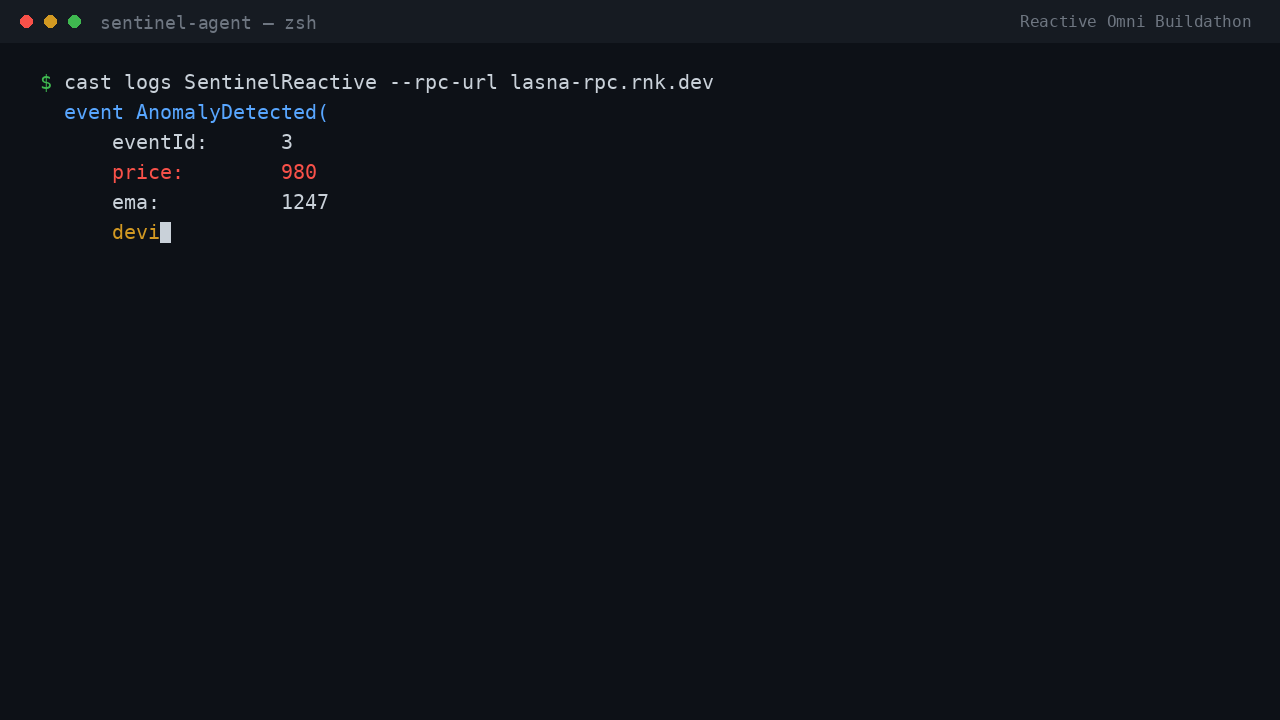 sentinel-agent — zsh
Reactive Omni Buildathon
$ cast logs SentinelReactive --rpc-url lasna-rpc.rnk.dev
event AnomalyDetected(
eventId: 3
price: 980
ema: 1247
devi